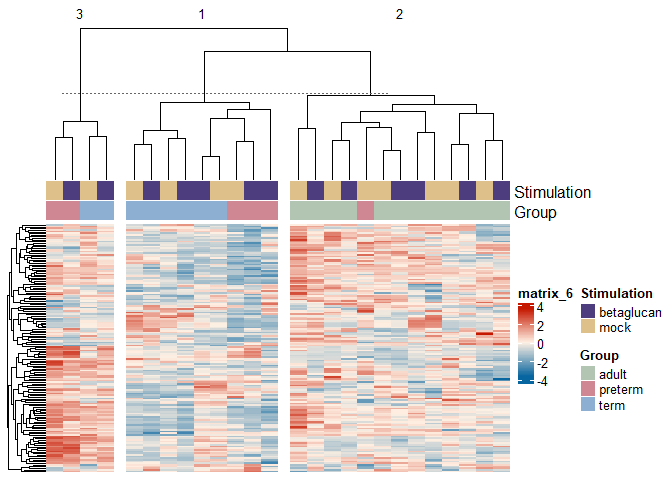 3 1 2
Stimulation
Group
matrix_6
4
2
0
-2
-4
Stimulation
betaglucan
mock
Group
adult
preterm
term